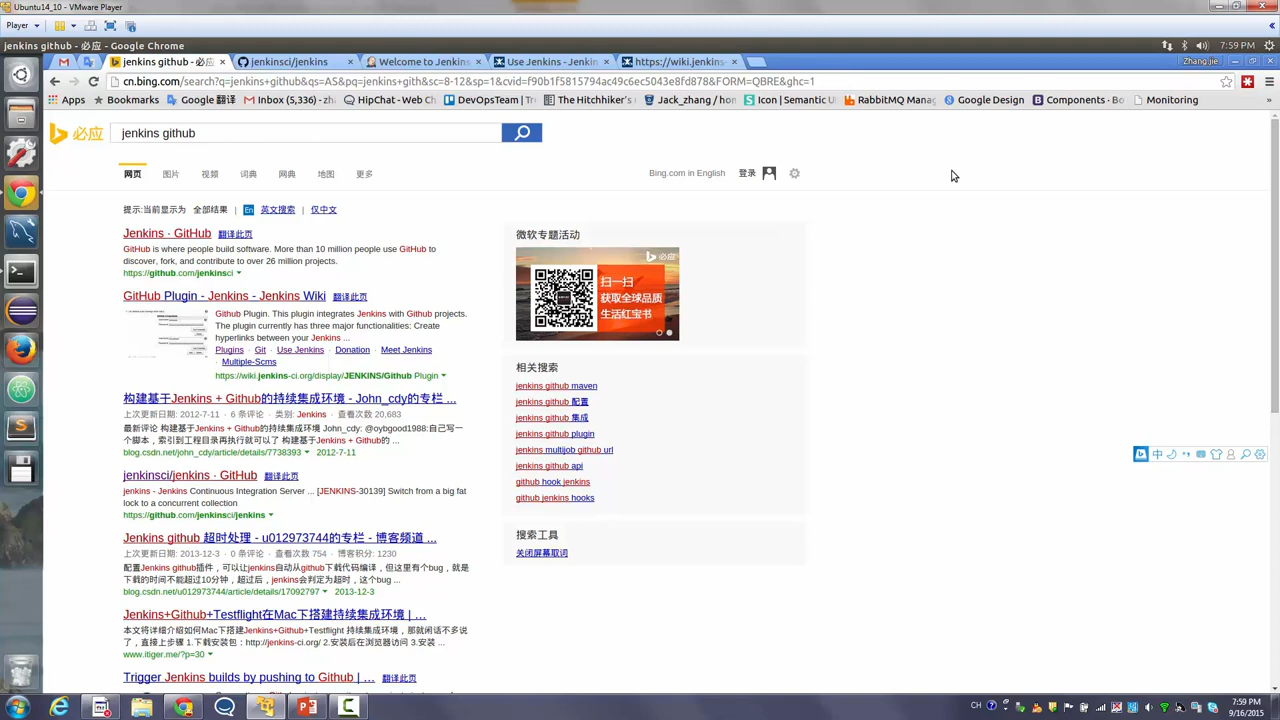 Ubuntu14_10 - VMware Player
Player
jenkins github - 必应 - Google Chrome
7:59 PM
jenkins github - 必应
jenkinsci/jenkins
Welcome to Jenkins C
Use Jenkins - Jenkin
https://wiki.jenkins-
Zhangjie
cn.bing.com/search?q=jenkins+github&qs=AS&pq=jenkins+gith&sc=8-12&sp=1&cvid=f90b1f5815794ac49c6ec5043e8fd878&FORM=QBRE&ghc=1
Apps
Bookmarks
Google 翻译
Inbox (5,336) - zha
HipChat - Web Ch
DevOpsTeam | Tr
The Hitchhiker's G
Jack_zhang / host
Icon | Semantic U
RabbitMQ Manag
Google Design
Components · Bo
Monitoring
必应
jenkins github
网页 图片 视频 词典 网典 地图 更多
Bing.com in English 登录
提示:当前显示为 全部结果 | En 英文搜索 | 仅中文
Jenkins · GitHub 翻译此页
GitHub is where people build software. More than 10 million people use GitHub to
discover, fork, and contribute to over 26 million projects.
https://github.com/jenkinsci
GitHub Plugin - Jenkins - Jenkins Wiki 翻译此页
Github Plugin. This plugin integrates Jenkins with Github projects.
The plugin currently has three major functionalities: Create
hyperlinks between your Jenkins ...
Plugins · Git · Use Jenkins · Donation · Meet Jenkins
· Multiple-Scms
https://wiki.jenkins-ci.org/display/JENKINS/Github Plugin
构建基于Jenkins + Github的持续集成环境 - John_cdy的专栏 ...
上次更新日期: 2012-7-11 · 6 条评论 · 类别: Jenkins · 查看次数 20,683
最新评论 构建基于Jenkins + Github的持续集成环境 John_cdy: @oybgood1988:自己写一
个脚本，索引到工程目录再执行就可以了 构建基于Jenkins + Github的 ...
blog.csdn.net/john_cdy/article/details/7738393 2012-7-11
jenkinsci/jenkins · GitHub 翻译此页
jenkins - Jenkins Continuous Integration Server ... [JENKINS-30139] Switch from a big fat
lock to a concurrent collection
https://github.com/jenkinsci/jenkins
Jenkins github 超时处理 - u012973744的专栏 - 博客频道 ...
上次更新日期: 2013-12-3 · 0 条评论 · 查看次数 754 · 博客积分: 1230
配置Jenkins github插件，可以让jenkins自动从github下载代码编译，但这里有个bug，就是
下载的时间不能超过10分钟，超过后，jenkins会判定为超时，这个bug ...
blog.csdn.net/u012973744/article/details/17092797 2013-12-3
Jenkins+Github+Testflight在Mac下搭建持续集成环境 | ...
本文将详细介绍如何Mac下搭建Jenkins+Github+Testflight 持续集成环境，那就闲话不多说
了，直接上步骤 1.下载安装包：http://jenkins-ci.org/ 2.安装后在浏览器访问 3.安装 ...
www.itiger.me/?p=30
Trigger Jenkins builds by pushing to Github | ... 翻译此页
微软专题活动
必应
扫一扫
获取全球品质
生活红宝书
相关搜索
jenkins github maven
jenkins github 配置
jenkins github 集成
jenkins github plugin
jenkins multijob github url
jenkins github api
github hook jenkins
github jenkins hooks
搜索工具
关闭屏幕取词
中
CH
7:59 PM
9/16/2015